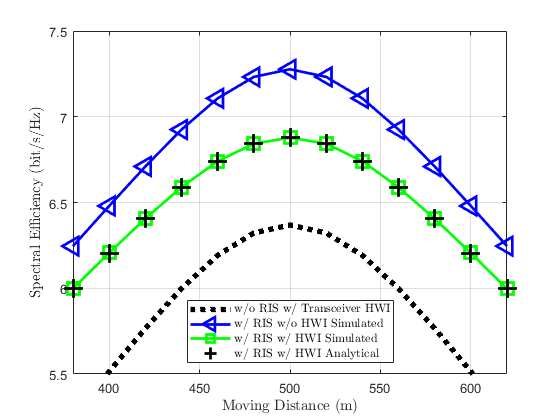 7.5
7
6.5
6
5.5
Spectral Efficiency (bit/s/Hz)
w/o RIS w/ Transceiver HWI
w/ RIS w/o HWI Simulated
w/ RIS w/ HWI Simulated
w/ RIS w/ HWI Analytical
400 450 500 550 600
Moving Distance (m)